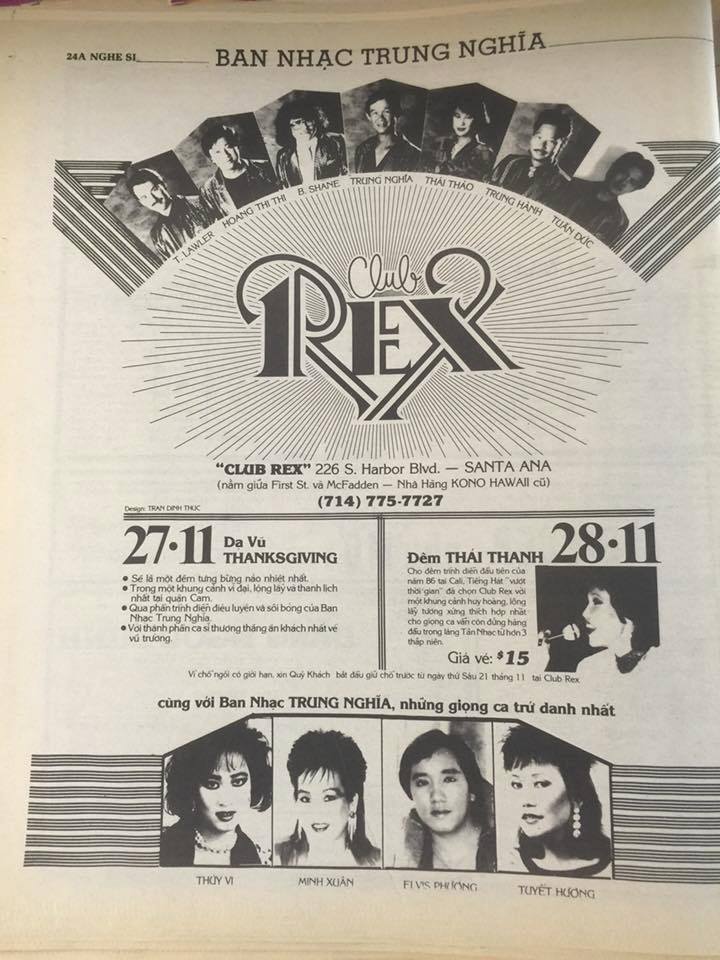 24A NGHE SI
BAN NHẠC TRUNG NGHĨA
T. LAWLER HOANG THI THI B. SHANE TRUNG NGHĨA THÁI THẢO TRUNG HÀNH TUẤN ĐỨC
Club
REX
"CLUB REX" 226 S. Harbor Blvd. — SANTA ANA
(nằm giữa First St. và McFadden — Nhà Hàng KONO HAWAII cũ)
(714) 775-7727
Design: TRAN DINH THUC
27•11 Dạ Vũ
THANKSGIVING
• Sẽ là một đêm tưng bừng náo nhiệt nhất.
• Trong một khung cảnh vĩ đại, lộng lẫy và thanh lịch
nhất tại quận Cam.
• Qua phần trình diễn điêu luyện và sôi bỏng của Ban
Nhạc Trung Nghĩa.
• Với thành phần ca sĩ thượng thặng ăn khách nhất về
vũ trường.
Đêm THÁI THANH 28•11
Cho đêm trình diễn đầu tiên của
năm 86 tại Cali, Tiếng Hát "vượt
thời gian" đã chọn Club Rex với
một khung cảnh huy hoàng, lộng
lẫy tương xứng thích hợp nhất
cho giọng ca vẫn còn đứng hàng
đầu trong làng Tân Nhạc từ hơn 3
thập niên.
Giá vé: $15
Vì chỗ ngồi có giới hạn, xin Quý Khách bắt đầu giữ chỗ trước từ ngày thứ Sáu 21 tháng 11 tại Club Rex
cùng với Ban Nhạc TRUNG NGHĨA, những giọng ca trứ danh nhất
THÚY VI MINH XUÂN ELVIS PHƯƠNG TUYẾT HƯƠNG